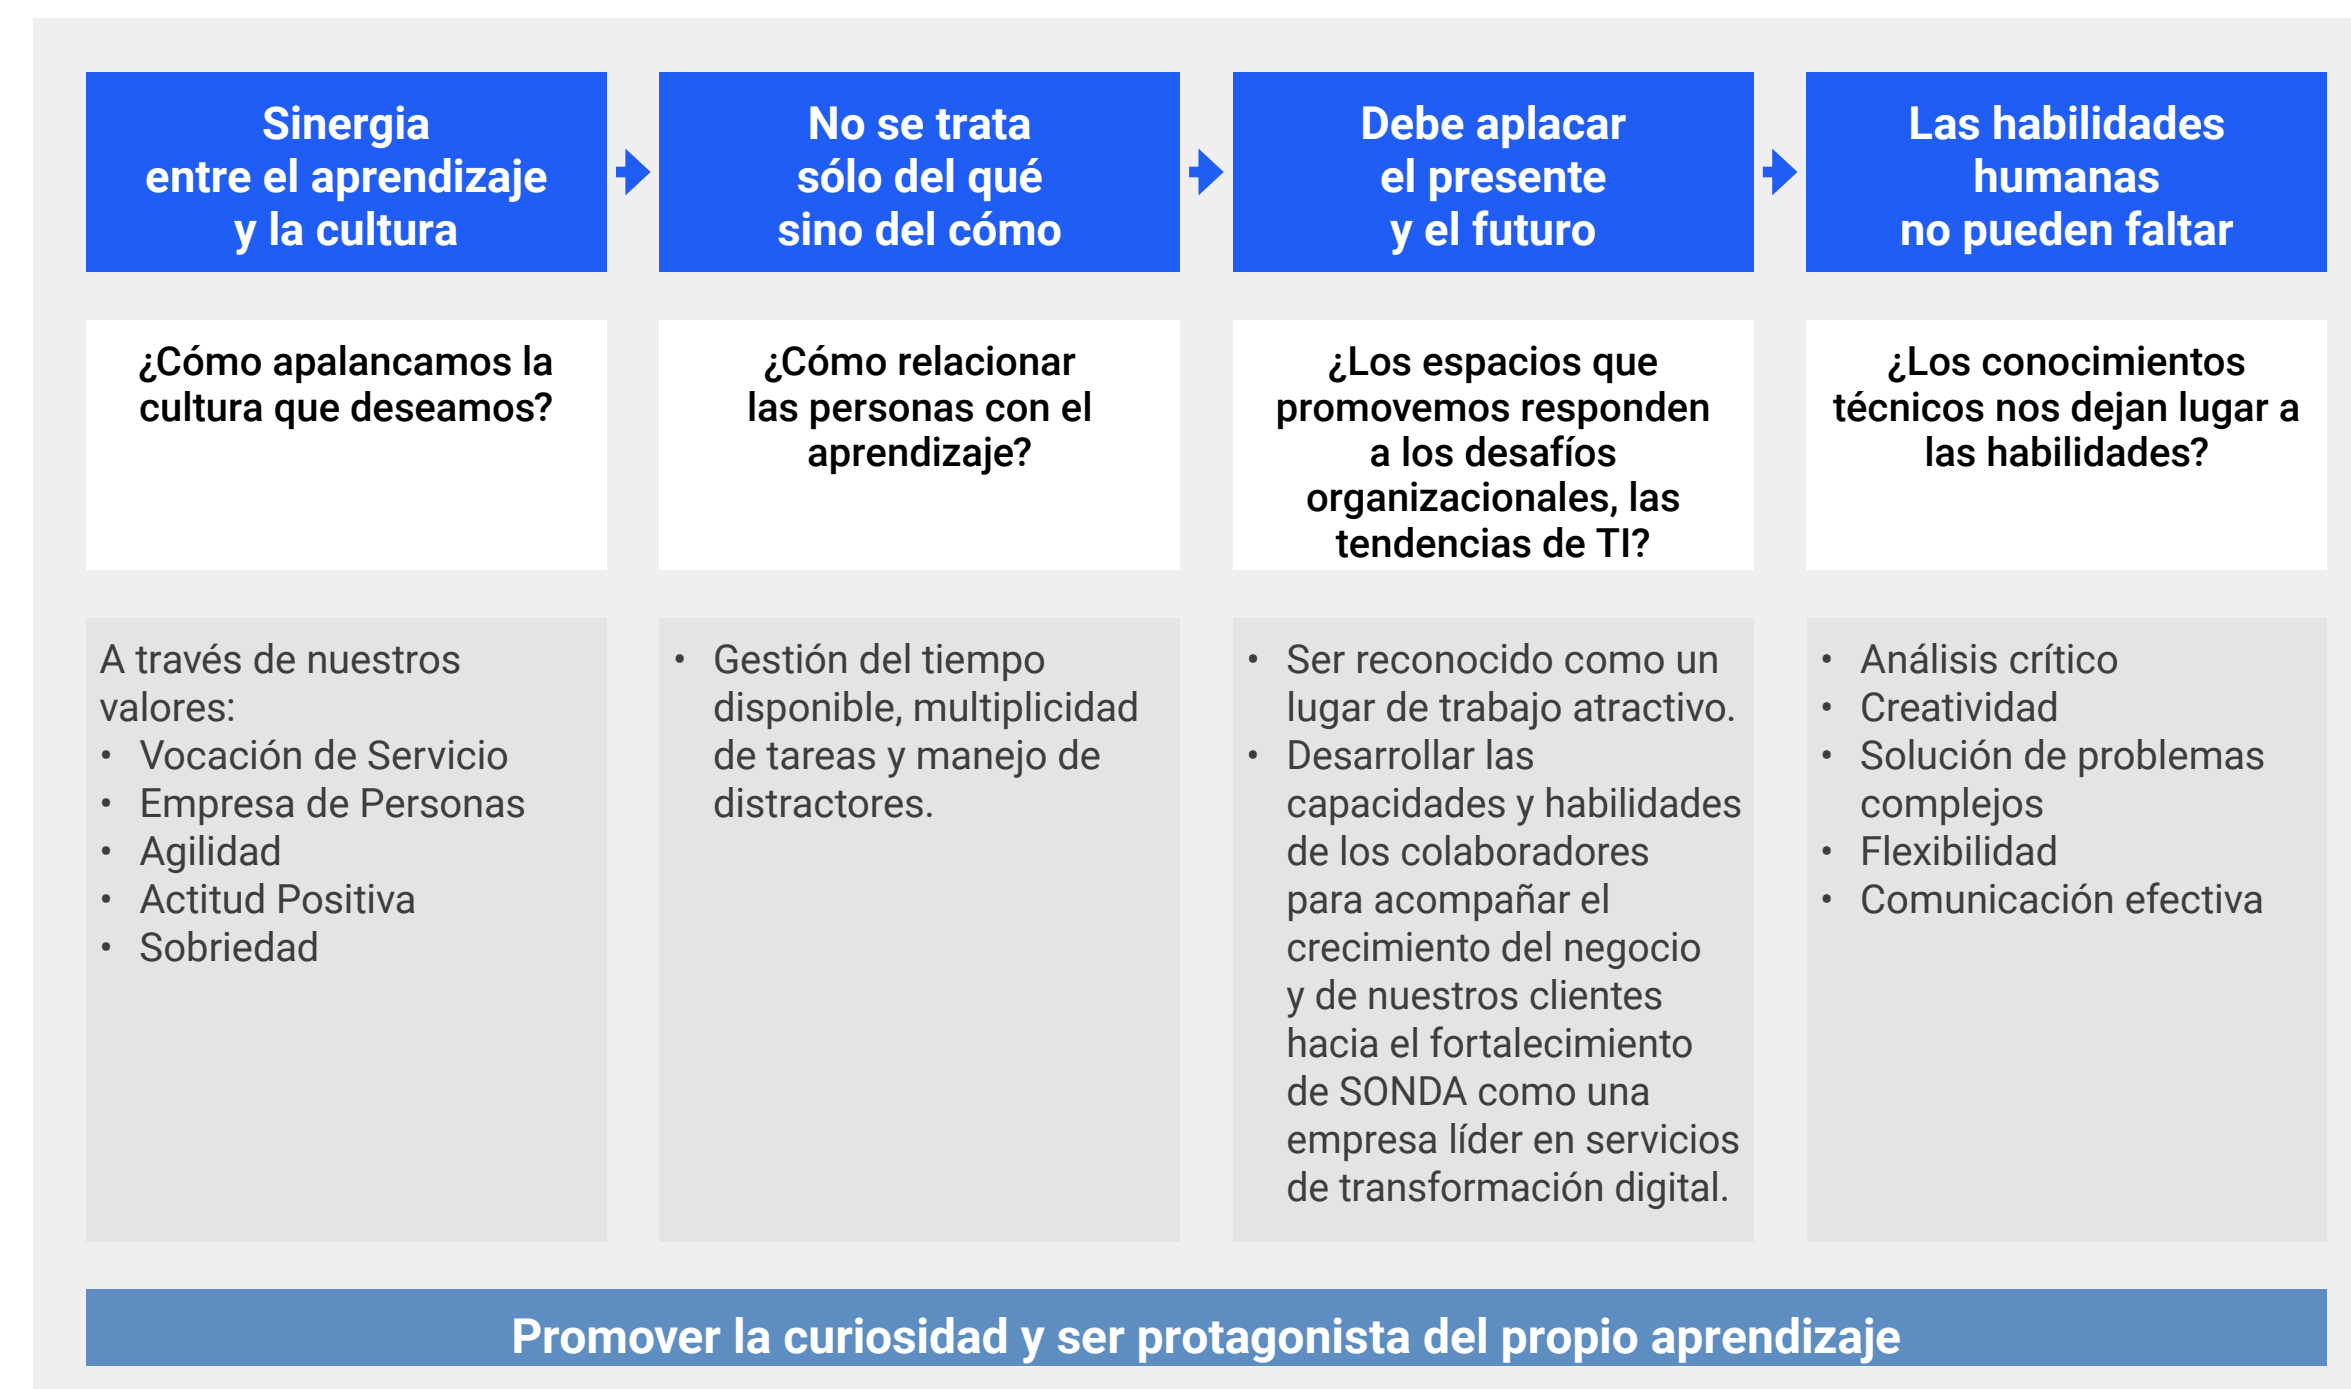 Sinergia
entre el aprendizaje
y la cultura
No se trata
sólo del qué
sino del cómo
Debe aplacar
el presente
y el futuro
Las habilidades
humanas
no pueden faltar
¿Cómo apalancamos la
cultura que deseamos?
¿Cómo relacionar
las personas con el
aprendizaje?
¿Los espacios que
promovemos responden
a los desafíos
organizacionales, las
tendencias de TI?
¿Los conocimientos
técnicos nos dejan lugar a
las habilidades?
A través de nuestros
valores:
• Vocación de Servicio
• Empresa de Personas
• Agilidad
• Actitud Positiva
• Sobriedad
• Gestión del tiempo
disponible, multiplicidad
de tareas y manejo de
distractores.
• Ser reconocido como un
lugar de trabajo atractivo.
• Desarrollar las
capacidades y habilidades
de los colaboradores
para acompañar el
crecimiento del negocio
y de nuestros clientes
hacia el fortalecimiento
de SONDA como una
empresa líder en servicios
de transformación digital.
• Análisis crítico
• Creatividad
• Solución de problemas
complejos
• Flexibilidad
• Comunicación efectiva
Promover la curiosidad y ser protagonista del propio aprendizaje